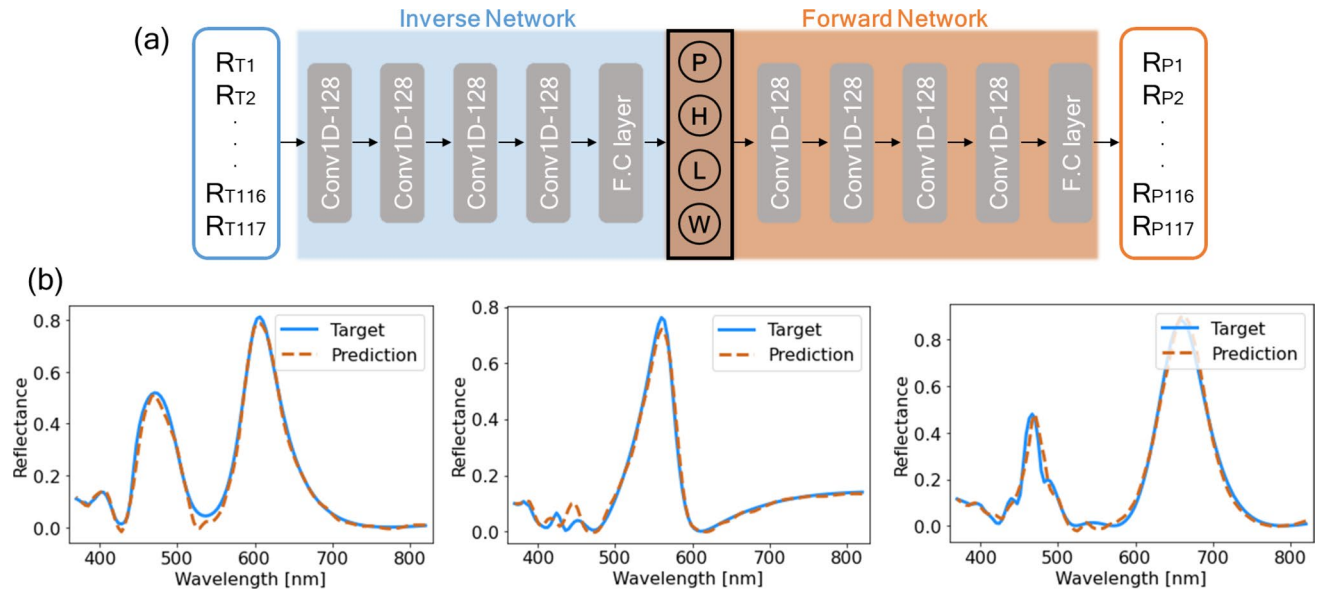 Inverse Network
Forward Network
(a)
RT1
RT2
.
.
.
RT116
RT117
Conv1D-128
Conv1D-128
Conv1D-128
Conv1D-128
F.C layer
P
H
L
W
Conv1D-128
Conv1D-128
Conv1D-128
Conv1D-128
F.C layer
RP1
RP2
.
.
.
RP116
RP117
(b)
Reflectance
0.8
0.6
0.4
0.2
0.0
Target
Prediction
400 500 600 700 800
Wavelength [nm]
Reflectance
0.8
0.6
0.4
0.2
0.0
Target
Prediction
400 500 600 700 800
Wavelength [nm]
Reflectance
0.8
0.6
0.4
0.2
0.0
Target
Prediction
400 500 600 700 800
Wavelength [nm]